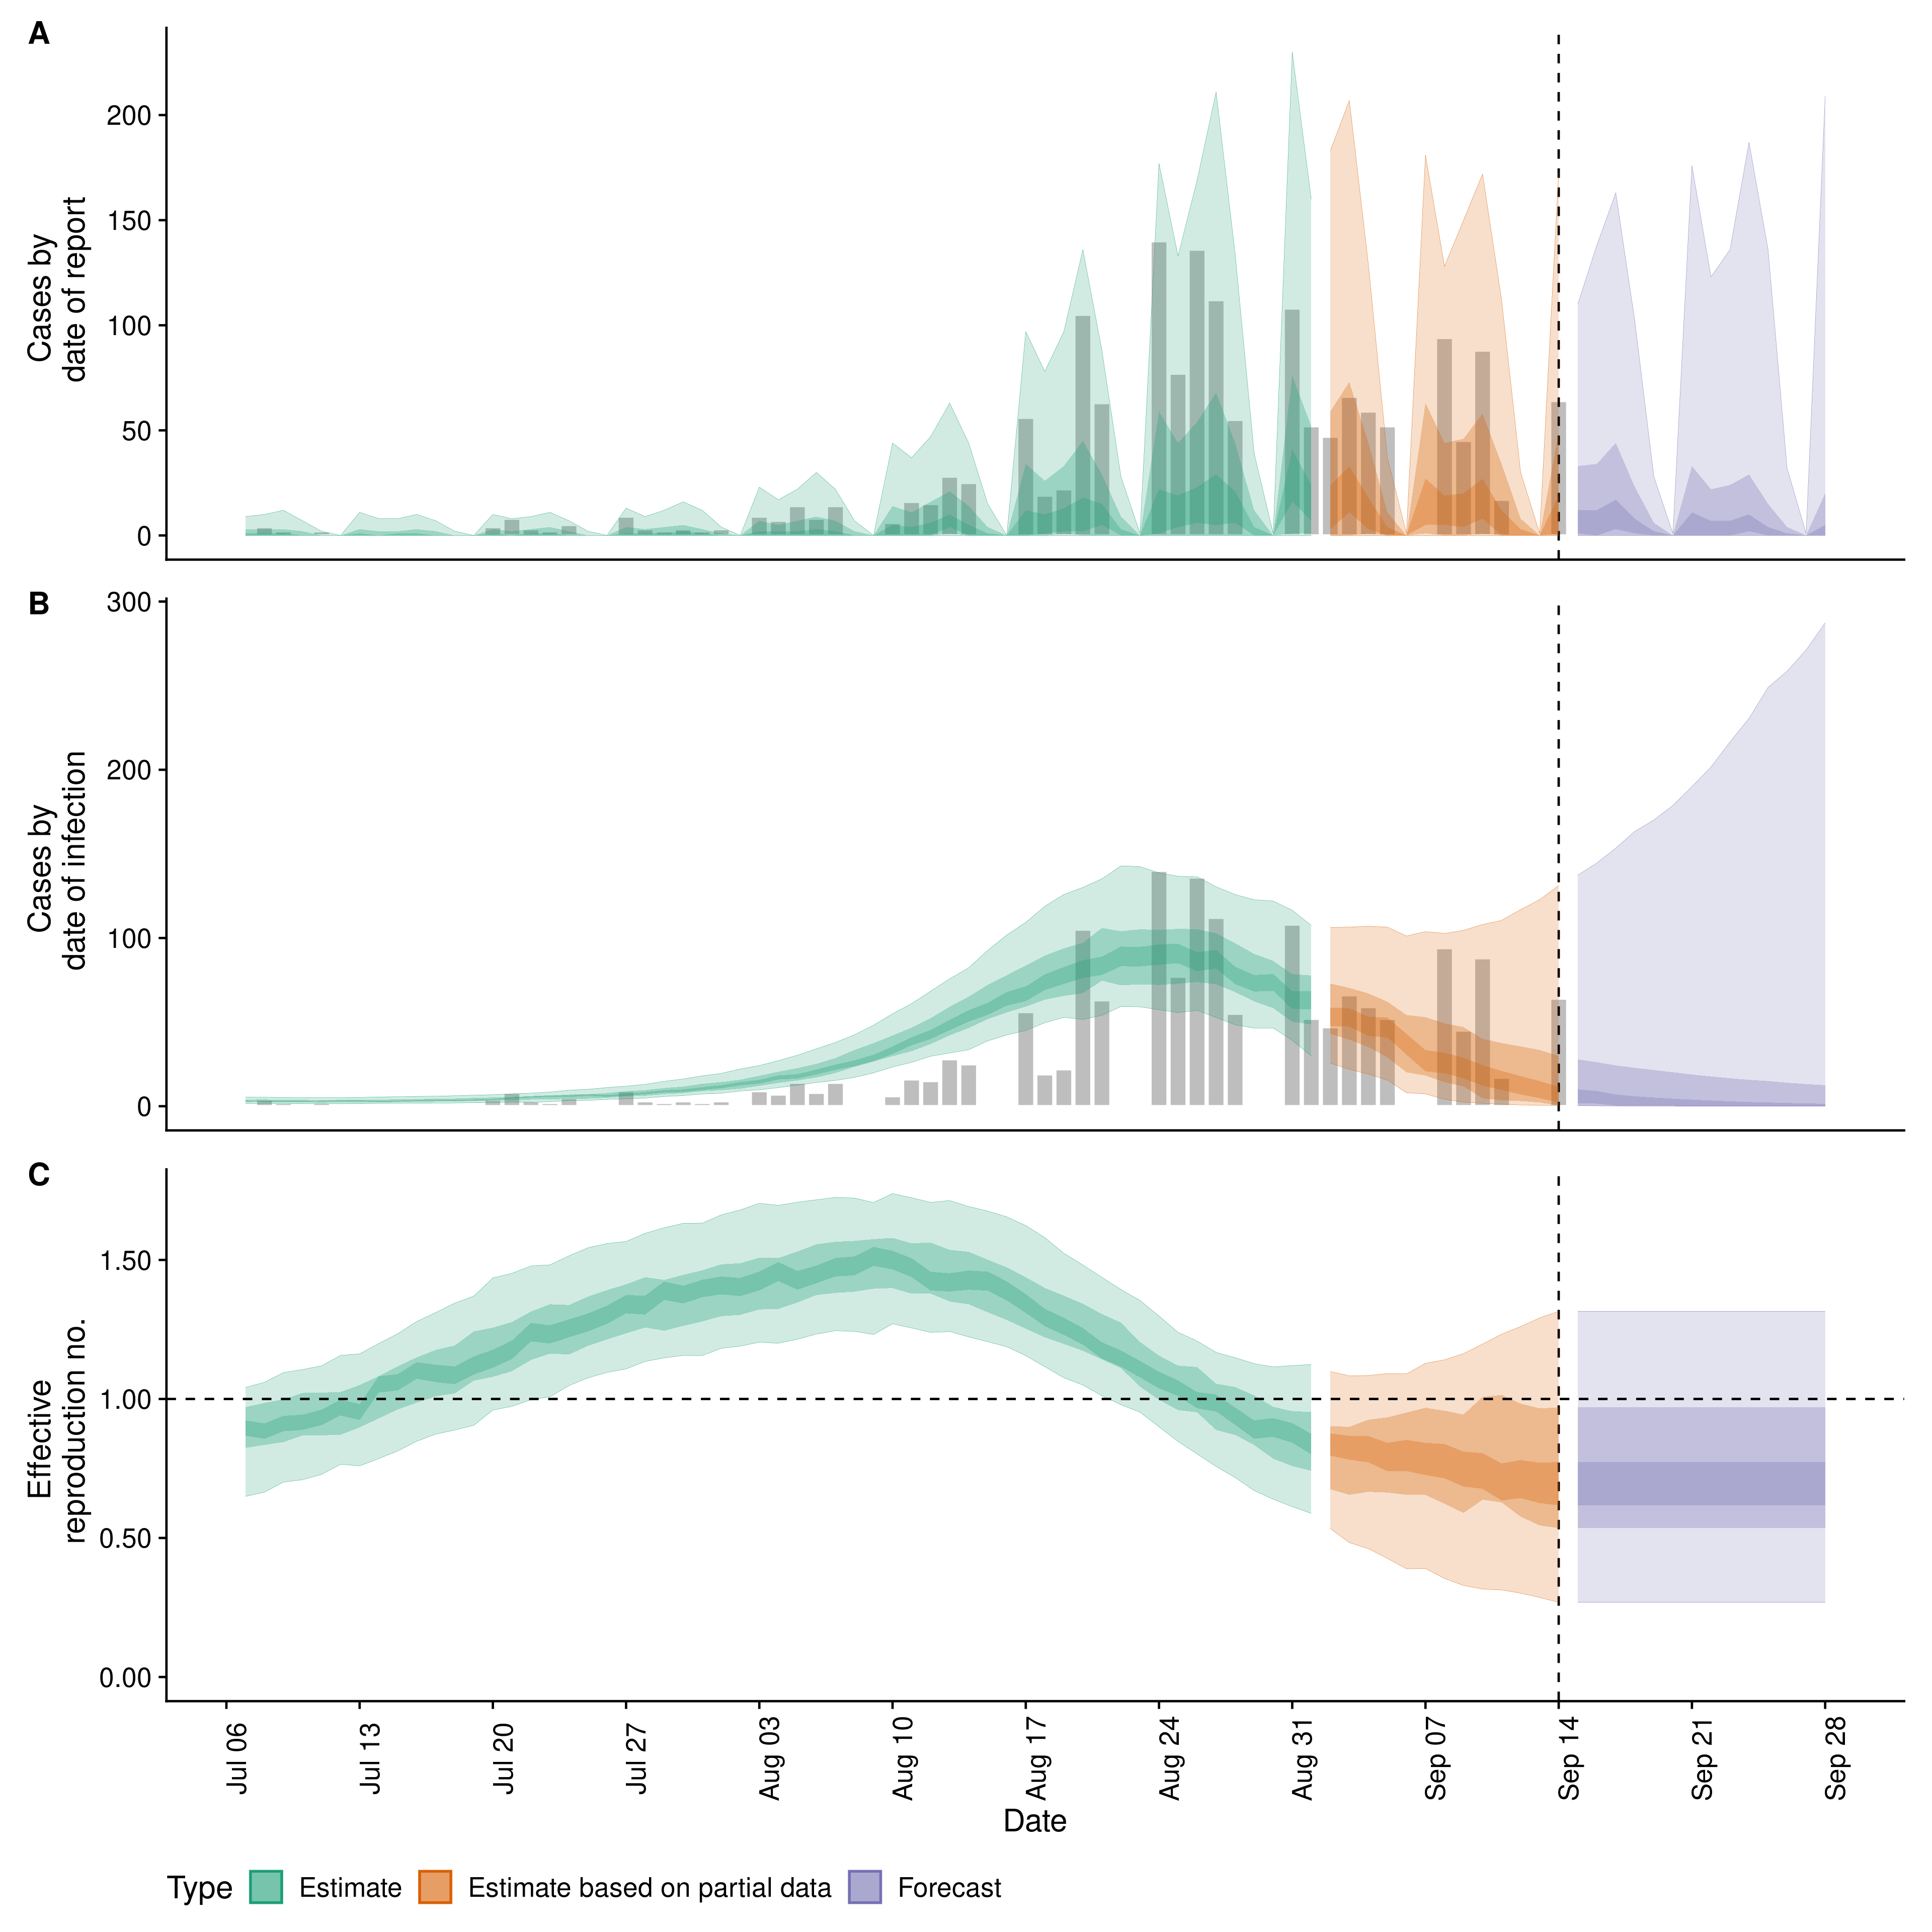 A
Cases by
date of report
200
150
100
50
0
B
Cases by
date of infection
300
200
100
0
C
Effective
reproduction no.
1.50
1.00
0.50
0.00
Jul 06
Jul 13
Jul 20
Jul 27
Aug 03
Aug 10
Aug 17
Aug 24
Aug 31
Sep 07
Sep 14
Sep 21
Sep 28
Date
Type
Estimate
Estimate based on partial data
Forecast